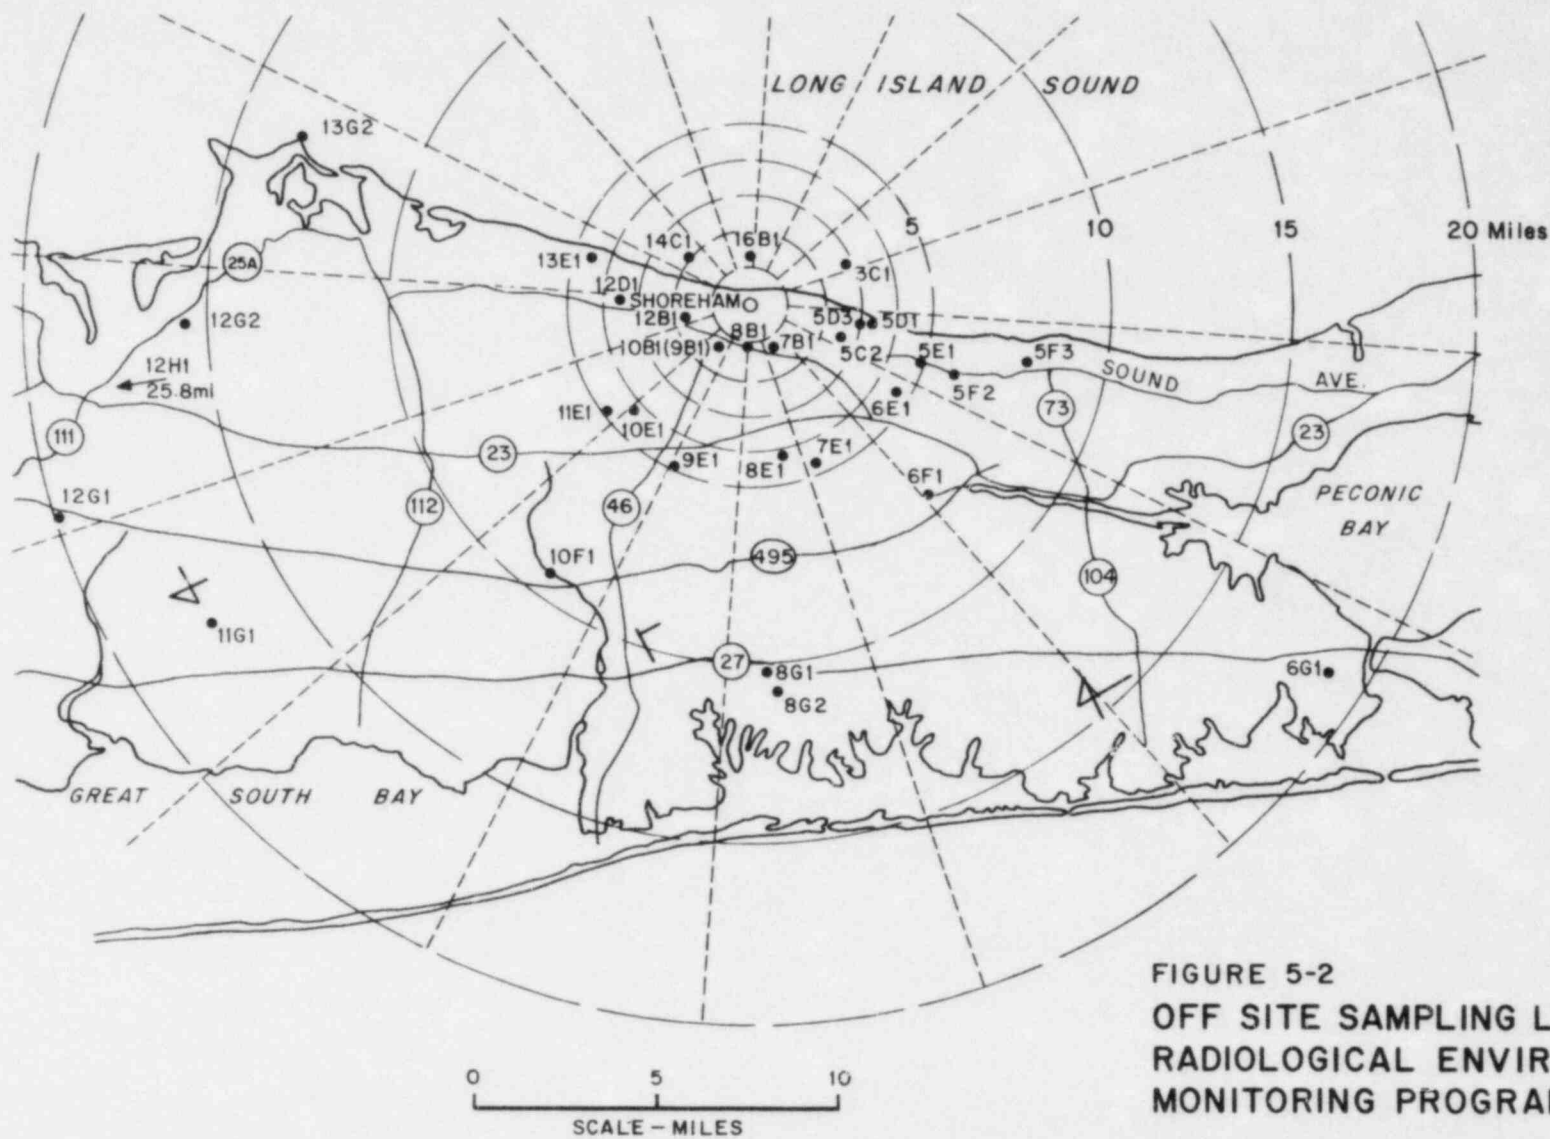 LONG ISLAND SOUND
13G2
5 10 15 20 Miles
14C1 16B1
25A 13E1 3C1
12D1
SHOREHAM
12G2 12B1 8B1 5D3 5D1
10B1(9B1) 7B1 5C2 5E1 5F3
12H1
25.8mi
SOUND AVE.
5F2
6E1
11E1 10E1 73
111 23 23
9E1 8E1 7E1
6F1
12G1 112 46 PECONIC
BAY
10F1 495
104
11G1
27 8G1 6G1
8G2
GREAT SOUTH BAY
FIGURE 5-2
OFF SITE SAMPLING L
RADIOLOGICAL ENVIR
MONITORING PROGRA
0 5 10
SCALE-MILES